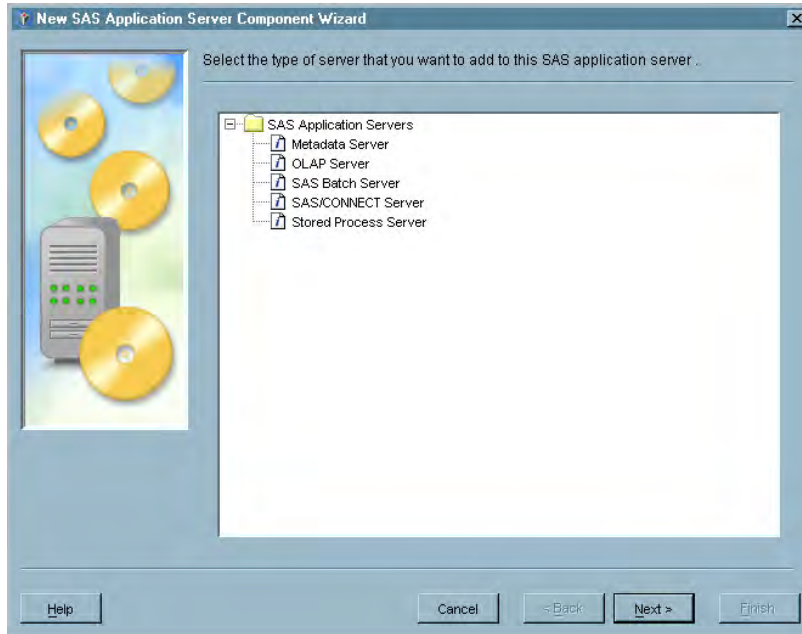 New SAS Application Server Component Wizard
Select the type of server that you want to add to this SAS application server .
SAS Application Servers
Metadata Server
OLAP Server
SAS Batch Server
SAS/CONNECT Server
Stored Process Server
Help
Cancel
< Back
Next >
Finish